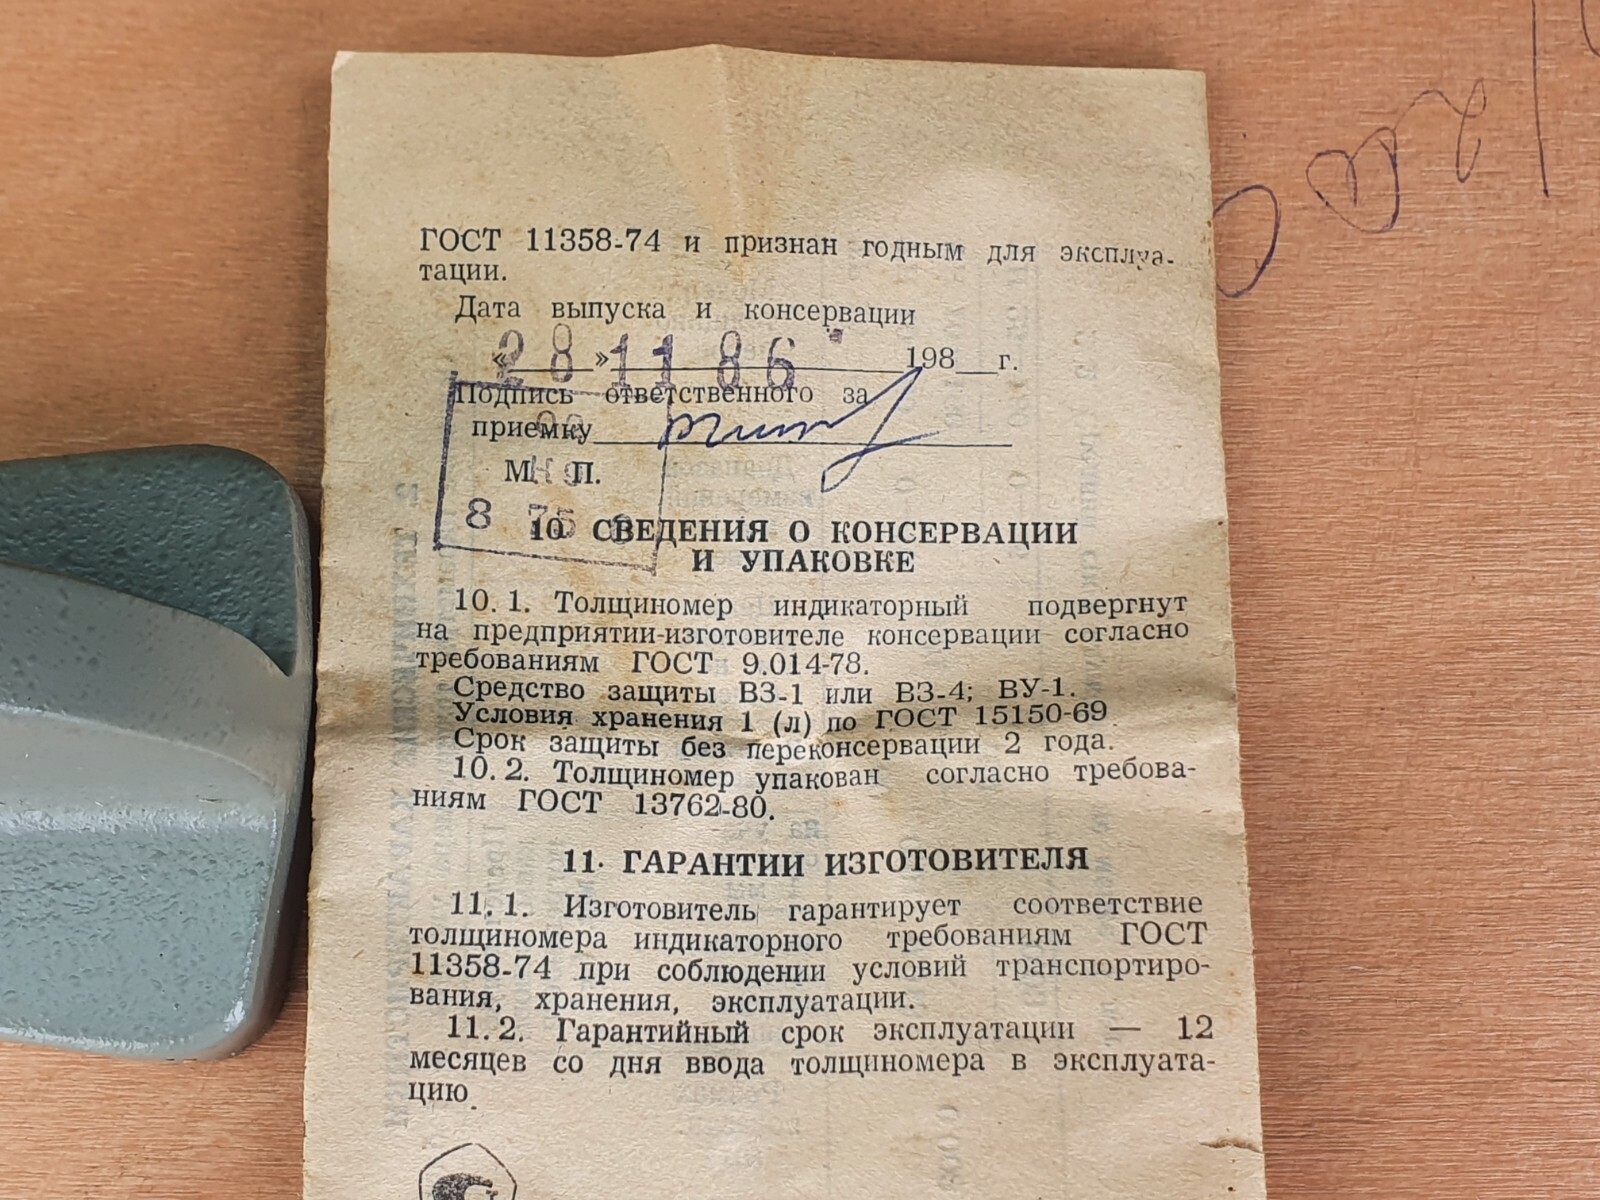 ГОСТ 11358-74 и признан годным для эксплуа-
тации.
Дата выпуска и консервации
«28» 11 86 198 г.
Подпись ответственного за
приемку
М. П.
8 75
10. СВЕДЕНИЯ О КОНСЕРВАЦИИ
И УПАКОВКЕ
10.1. Толщиномер индикаторный подвергнут
на предприятии-изготовителе консервации согласно
требованиям ГОСТ 9.014-78.
Средство защиты ВЗ-1 или ВЗ-4; ВУ-1.
Условия хранения 1 (л) по ГОСТ 15150-69
Срок защиты без переконсервации 2 года.
10.2. Толщиномер упакован согласно требова-
ниям ГОСТ 13762-80.
11. ГАРАНТИИ ИЗГОТОВИТЕЛЯ
11.1. Изготовитель гарантирует соответствие
толщиномера индикаторного требованиям ГОСТ
11358-74 при соблюдении условий транспортиро-
вания, хранения, эксплуатации.
11.2. Гарантийный срок эксплуатации — 12
месяцев со дня ввода толщиномера в эксплуата-
цию